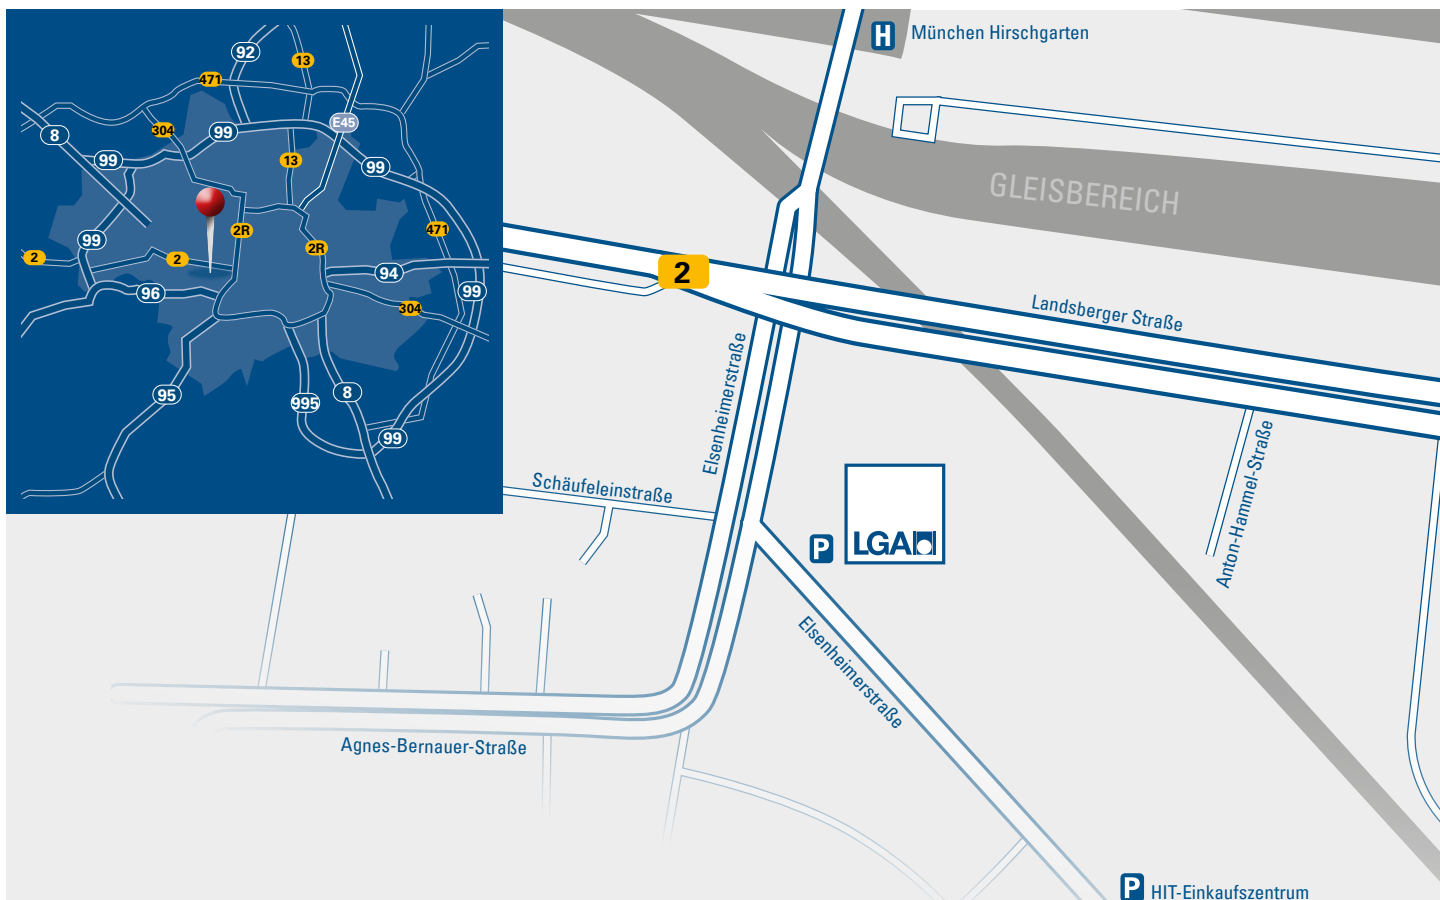 92
13
471
E45
8
304
99
99
13
99
99
2R
2R
471
2
2
94
96
99
304
95
995
8
99
H München Hirschgarten
GLEISBEREICH
2
Landsberger Straße
Elsenheimerstraße
Schäufeleinstraße
Anton-Hammel-Straße
P
LGA
Elsenheimerstraße
Agnes-Bernauer-Straße
P HIT-Einkaufszentrum